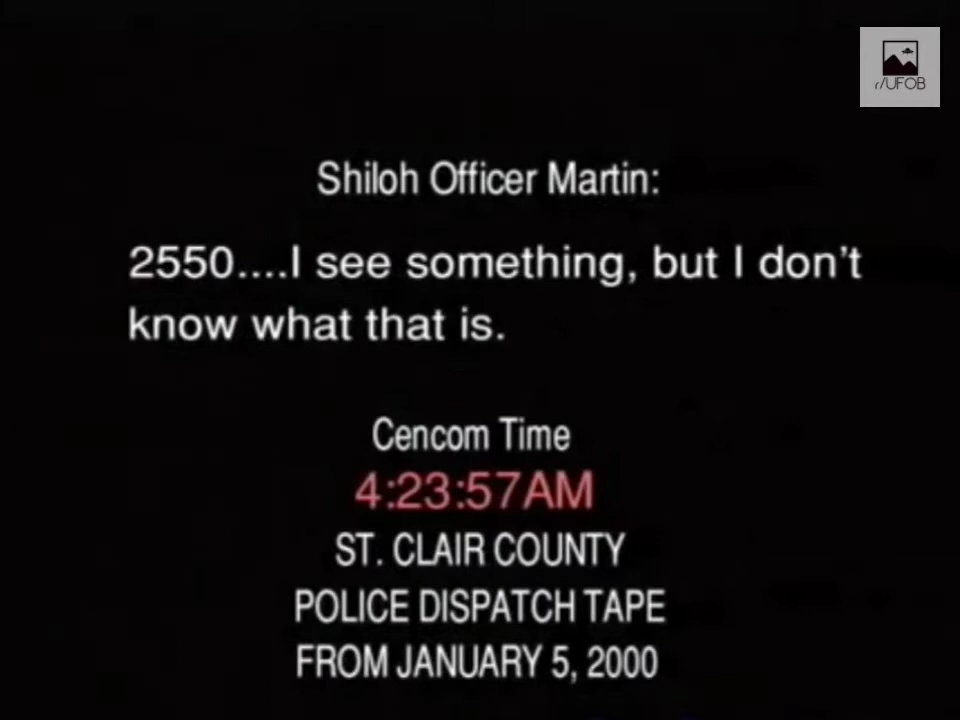 r/UFOB
Shiloh Officer Martin:
2550....I see something, but I don't
know what that is.
Cencom Time
4:23:57AM
ST. CLAIR COUNTY
POLICE DISPATCH TAPE
FROM JANUARY 5, 2000